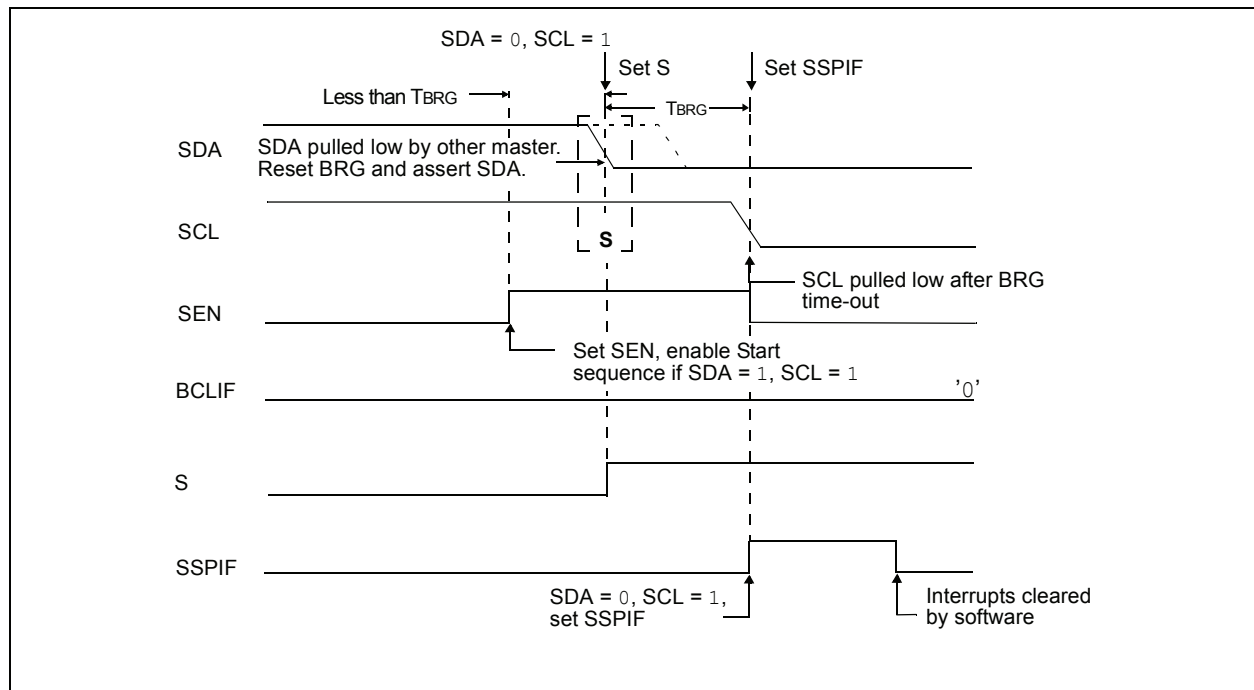 SDA = 0, SCL = 1
Set S
Set SSPIF
Less than TBRG
TBRG
SDA
SDA pulled low by other master.
Reset BRG and assert SDA.
SCL
S
SCL pulled low after BRG
time-out
SEN
Set SEN, enable Start
sequence if SDA = 1, SCL = 1
BCLIF
'0'
S
SSPIF
SDA = 0, SCL = 1,
set SSPIF
Interrupts cleared
by software